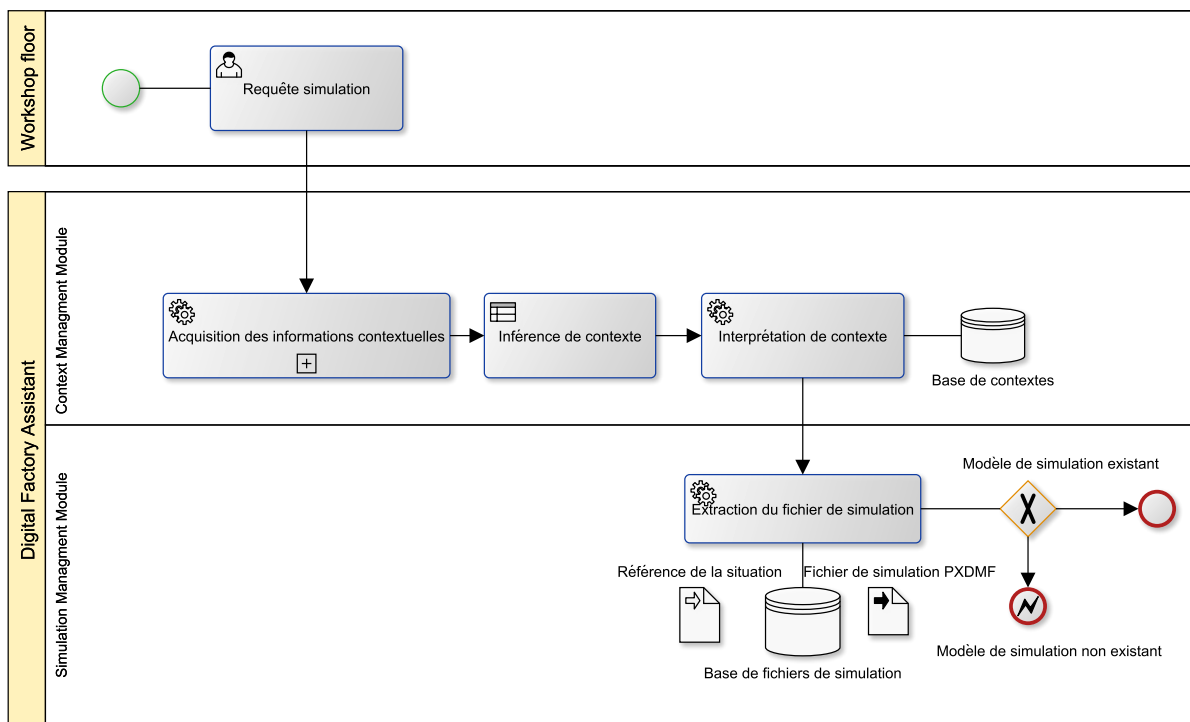 Workshop floor
Requête simulation
Digital Factory Assistant
Context Managment Module
Acquisition des informations contextuelles
Inférence de contexte
Interprétation de contexte
Base de contextes
Simulation Managment Module
Modèle de simulation existant
Extraction du fichier de simulation
X
Référence de la situation
Fichier de simulation PXDMF
Modèle de simulation non existant
Base de fichiers de simulation